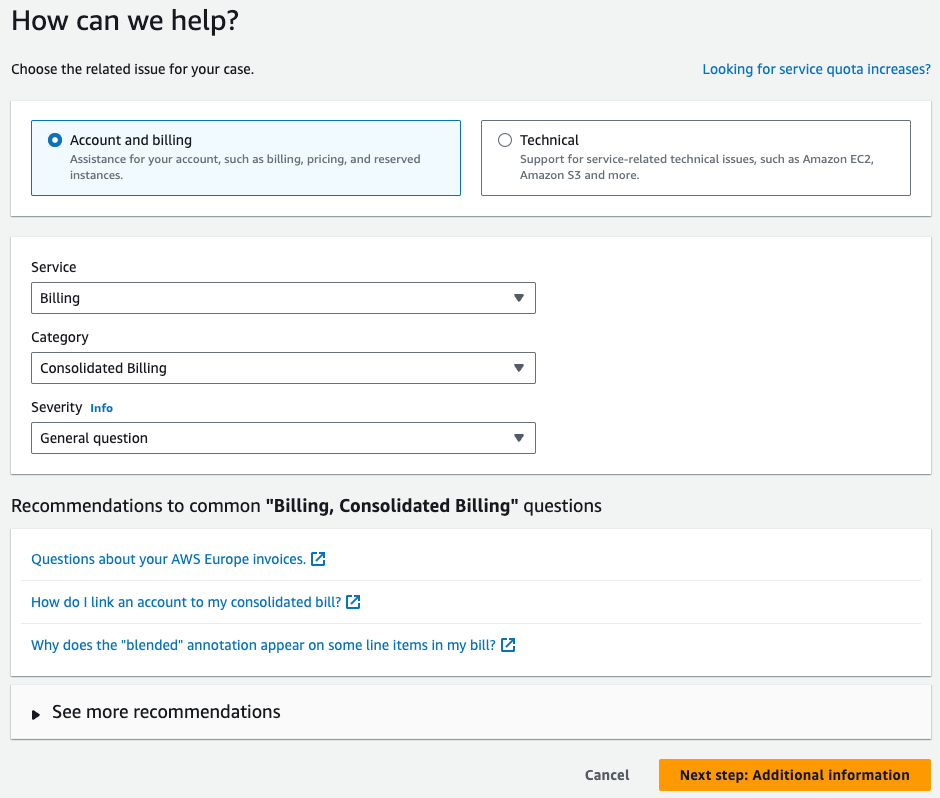 How can we help?
Choose the related issue for your case.
Looking for service quota increases?
Account and billing
Assistance for your account, such as billing, pricing, and reserved
instances.
Technical
Support for service-related technical issues, such as Amazon EC2,
Amazon S3 and more.
Service
Billing
Category
Consolidated Billing
Severity Info
General question
Recommendations to common "Billing, Consolidated Billing" questions
Questions about your AWS Europe invoices.
How do I link an account to my consolidated bill?
Why does the "blended" annotation appear on some line items in my bill?
See more recommendations
Cancel
Next step: Additional information